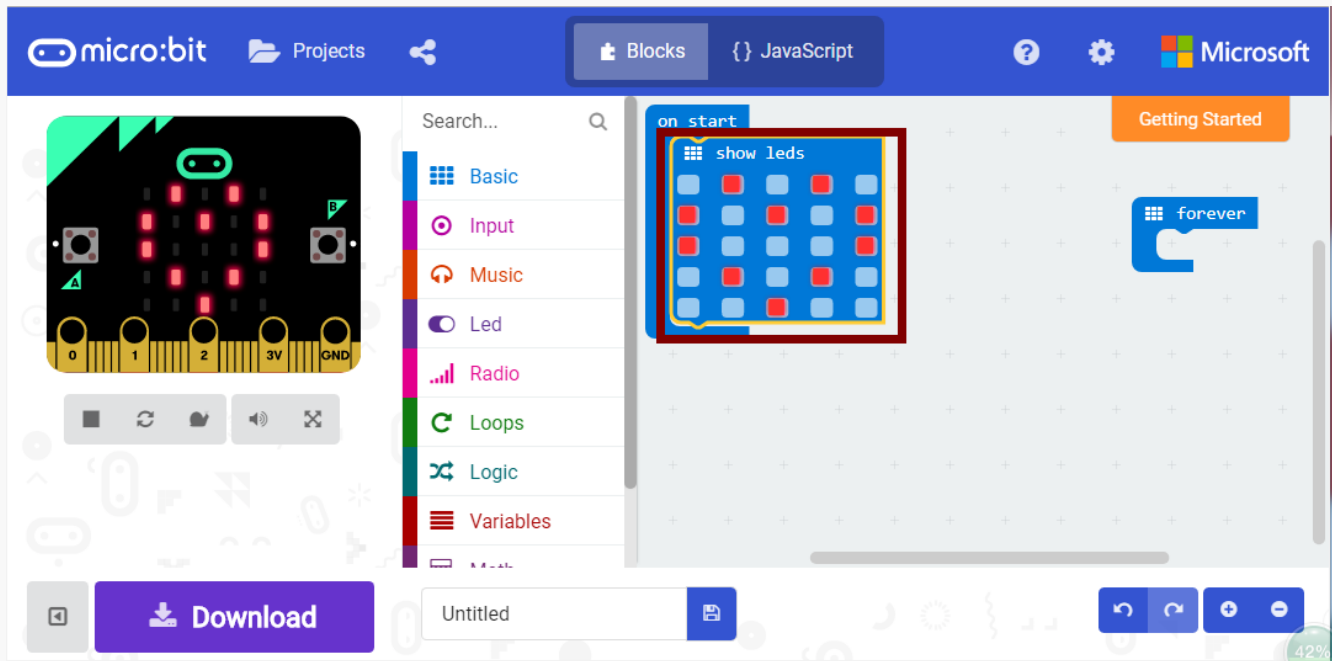 micro:bit Projects Blocks {} JavaScript ? Microsoft
Search...
Basic
Input
Music
Led
Radio
Loops
Logic
Variables
Math
on start
show leds
Getting Started
forever
A
B
0 1 2 3V GND
Download
Untitled
42%